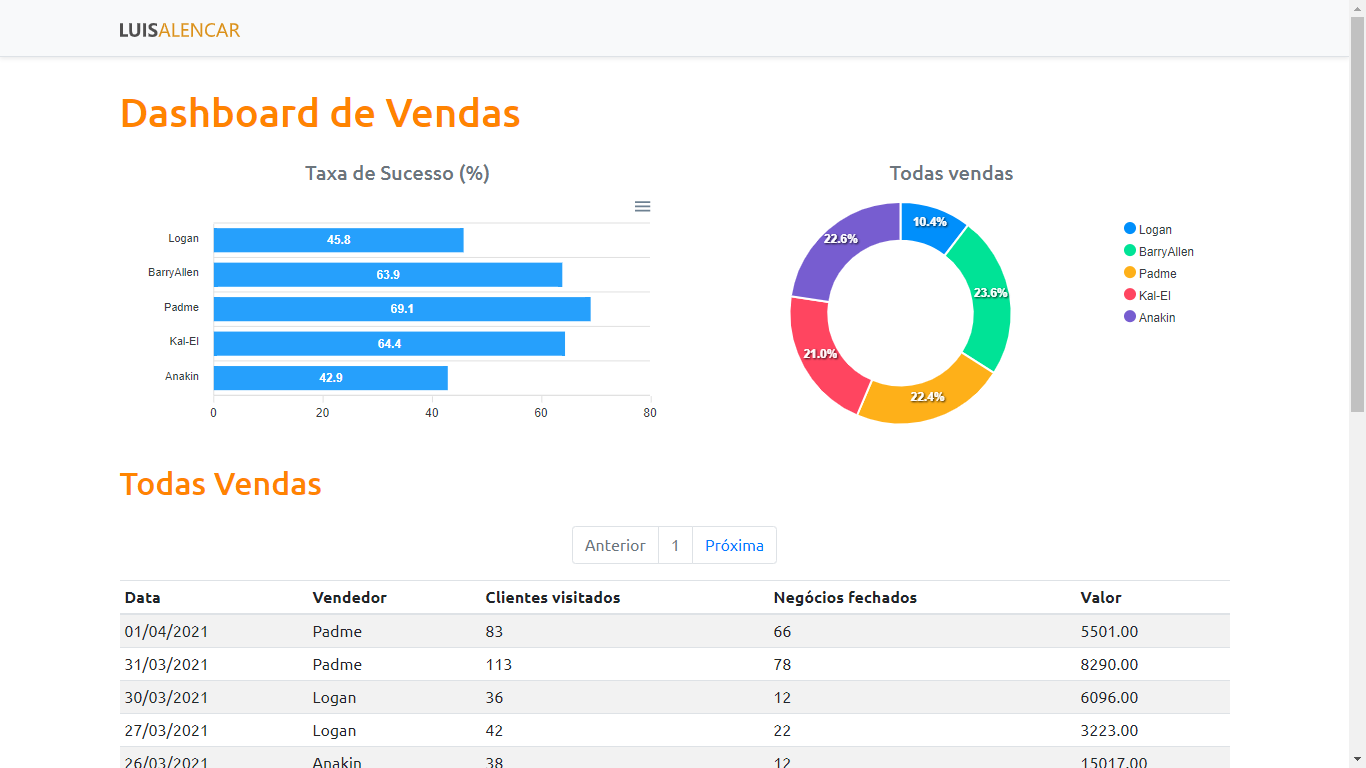 LUISALENCAR
Dashboard de Vendas
Taxa de Sucesso (%)
Logan 45.8
BarryAllen 63.9
Padme 69.1
Kal-El 64.4
Anakin 42.9
0 20 40 60 80
Todas vendas
10.4%
23.6%
22.4%
21.0%
22.6%
Logan
BarryAllen
Padme
Kal-El
Anakin
Todas Vendas
Anterior 1 Próxima
Data Vendedor Clientes visitados Negócios fechados Valor
01/04/2021 Padme 83 66 5501.00
31/03/2021 Padme 113 78 8290.00
30/03/2021 Logan 36 12 6096.00
27/03/2021 Logan 42 22 3223.00
26/03/2021 Anakin 38 12 15017.00